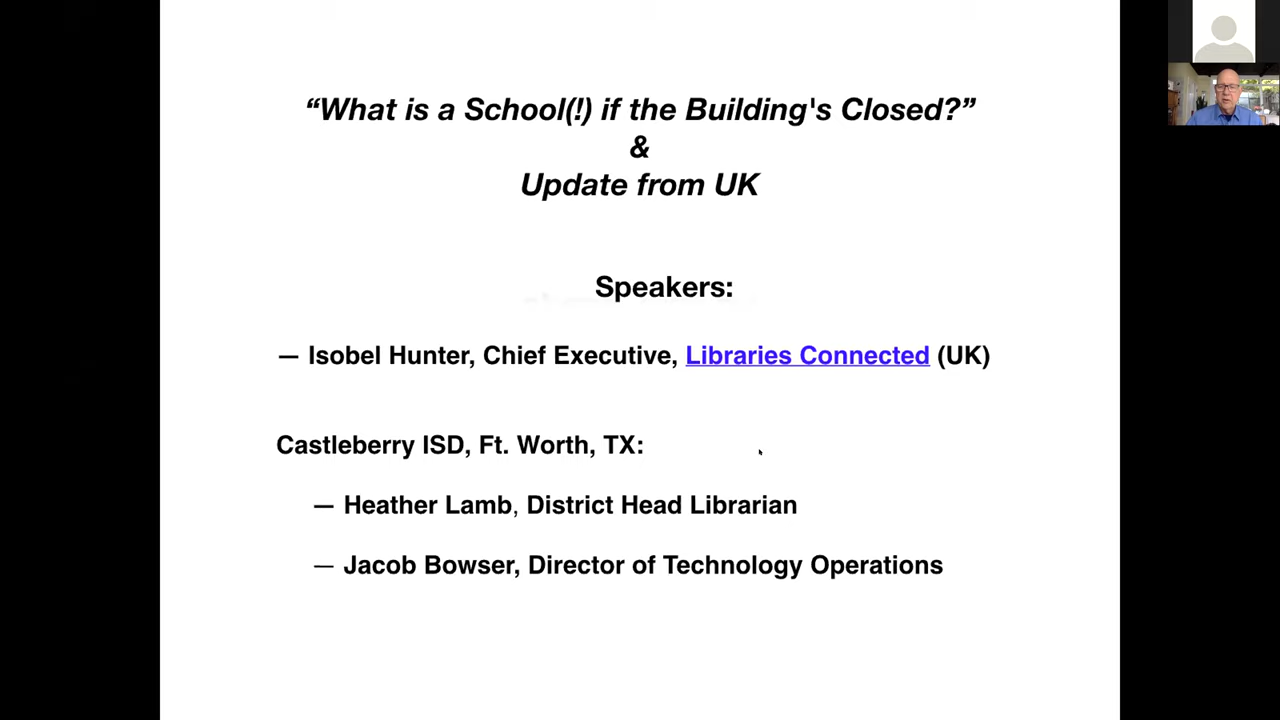 “What is a School(!) if the Building's Closed?”
&
Update from UK
Speakers:
— Isobel Hunter, Chief Executive, Libraries Connected (UK)
Castleberry ISD, Ft. Worth, TX:
— Heather Lamb, District Head Librarian
— Jacob Bowser, Director of Technology Operations